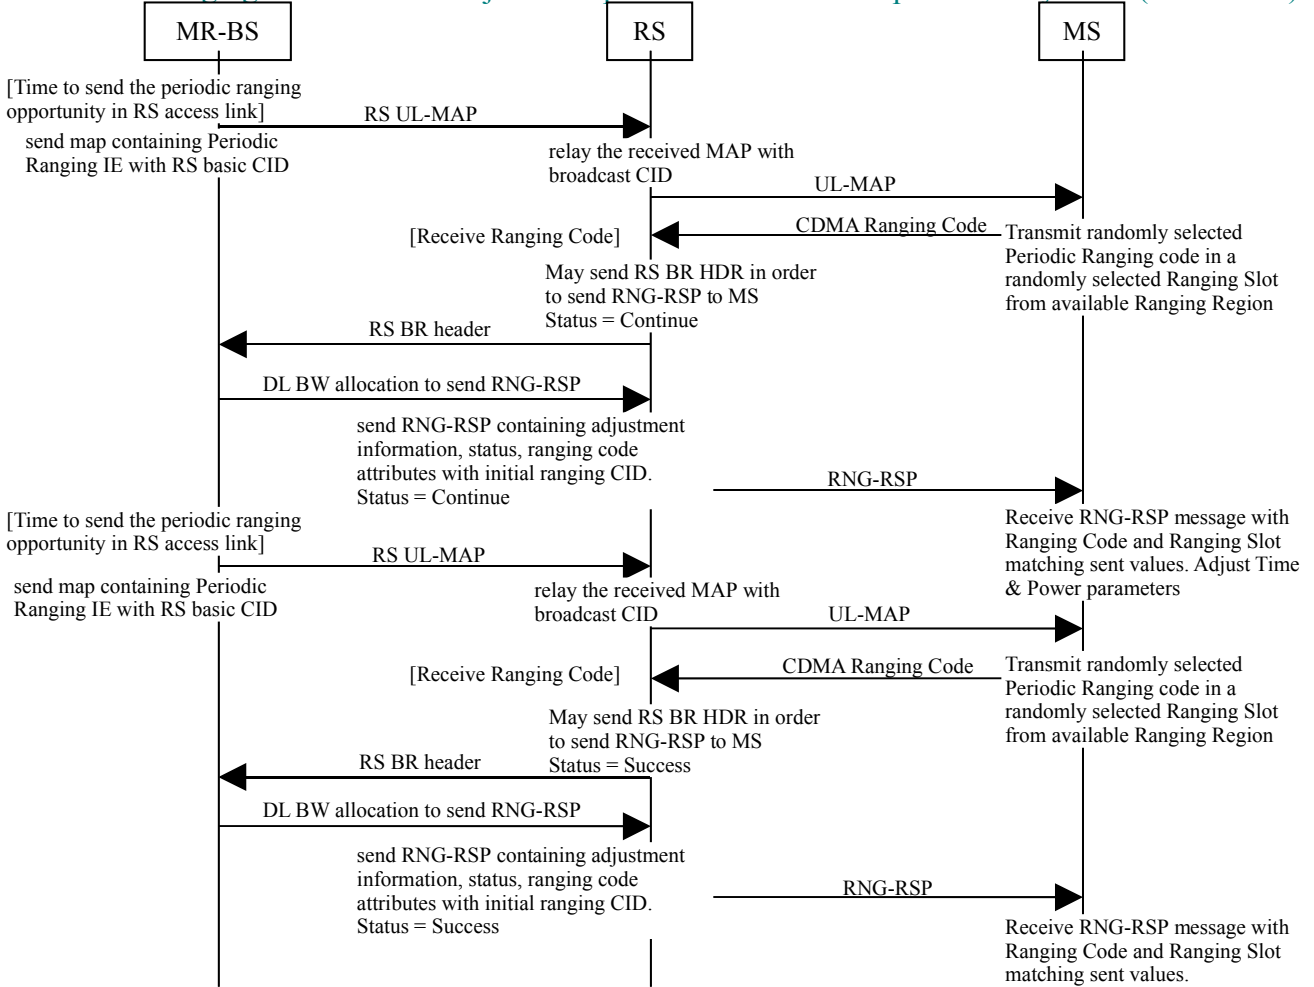 MR-BS
RS
MS
[Time to send the periodic ranging
opportunity in RS access link]
RS UL-MAP
send map containing Periodic
Ranging IE with RS basic CID
relay the received MAP with
broadcast CID
UL-MAP
CDMA Ranging Code
[Receive Ranging Code]
Transmit randomly selected
Periodic Ranging code in a
randomly selected Ranging Slot
from available Ranging Region
May send RS BR HDR in order
to send RNG-RSP to MS
Status = Continue
RS BR header
DL BW allocation to send RNG-RSP
send RNG-RSP containing adjustment
information, status, ranging code
attributes with initial ranging CID.
Status = Continue
RNG-RSP
Receive RNG-RSP message with
Ranging Code and Ranging Slot
matching sent values. Adjust Time
& Power parameters
[Time to send the periodic ranging
opportunity in RS access link]
RS UL-MAP
send map containing Periodic
Ranging IE with RS basic CID
relay the received MAP with
broadcast CID
UL-MAP
CDMA Ranging Code
[Receive Ranging Code]
Transmit randomly selected
Periodic Ranging code in a
randomly selected Ranging Slot
from available Ranging Region
May send RS BR HDR in order
to send RNG-RSP to MS
Status = Success
RS BR header
DL BW allocation to send RNG-RSP
send RNG-RSP containing adjustment
information, status, ranging code
attributes with initial ranging CID.
Status = Success
RNG-RSP
Receive RNG-RSP message with
Ranging Code and Ranging Slot
matching sent values.